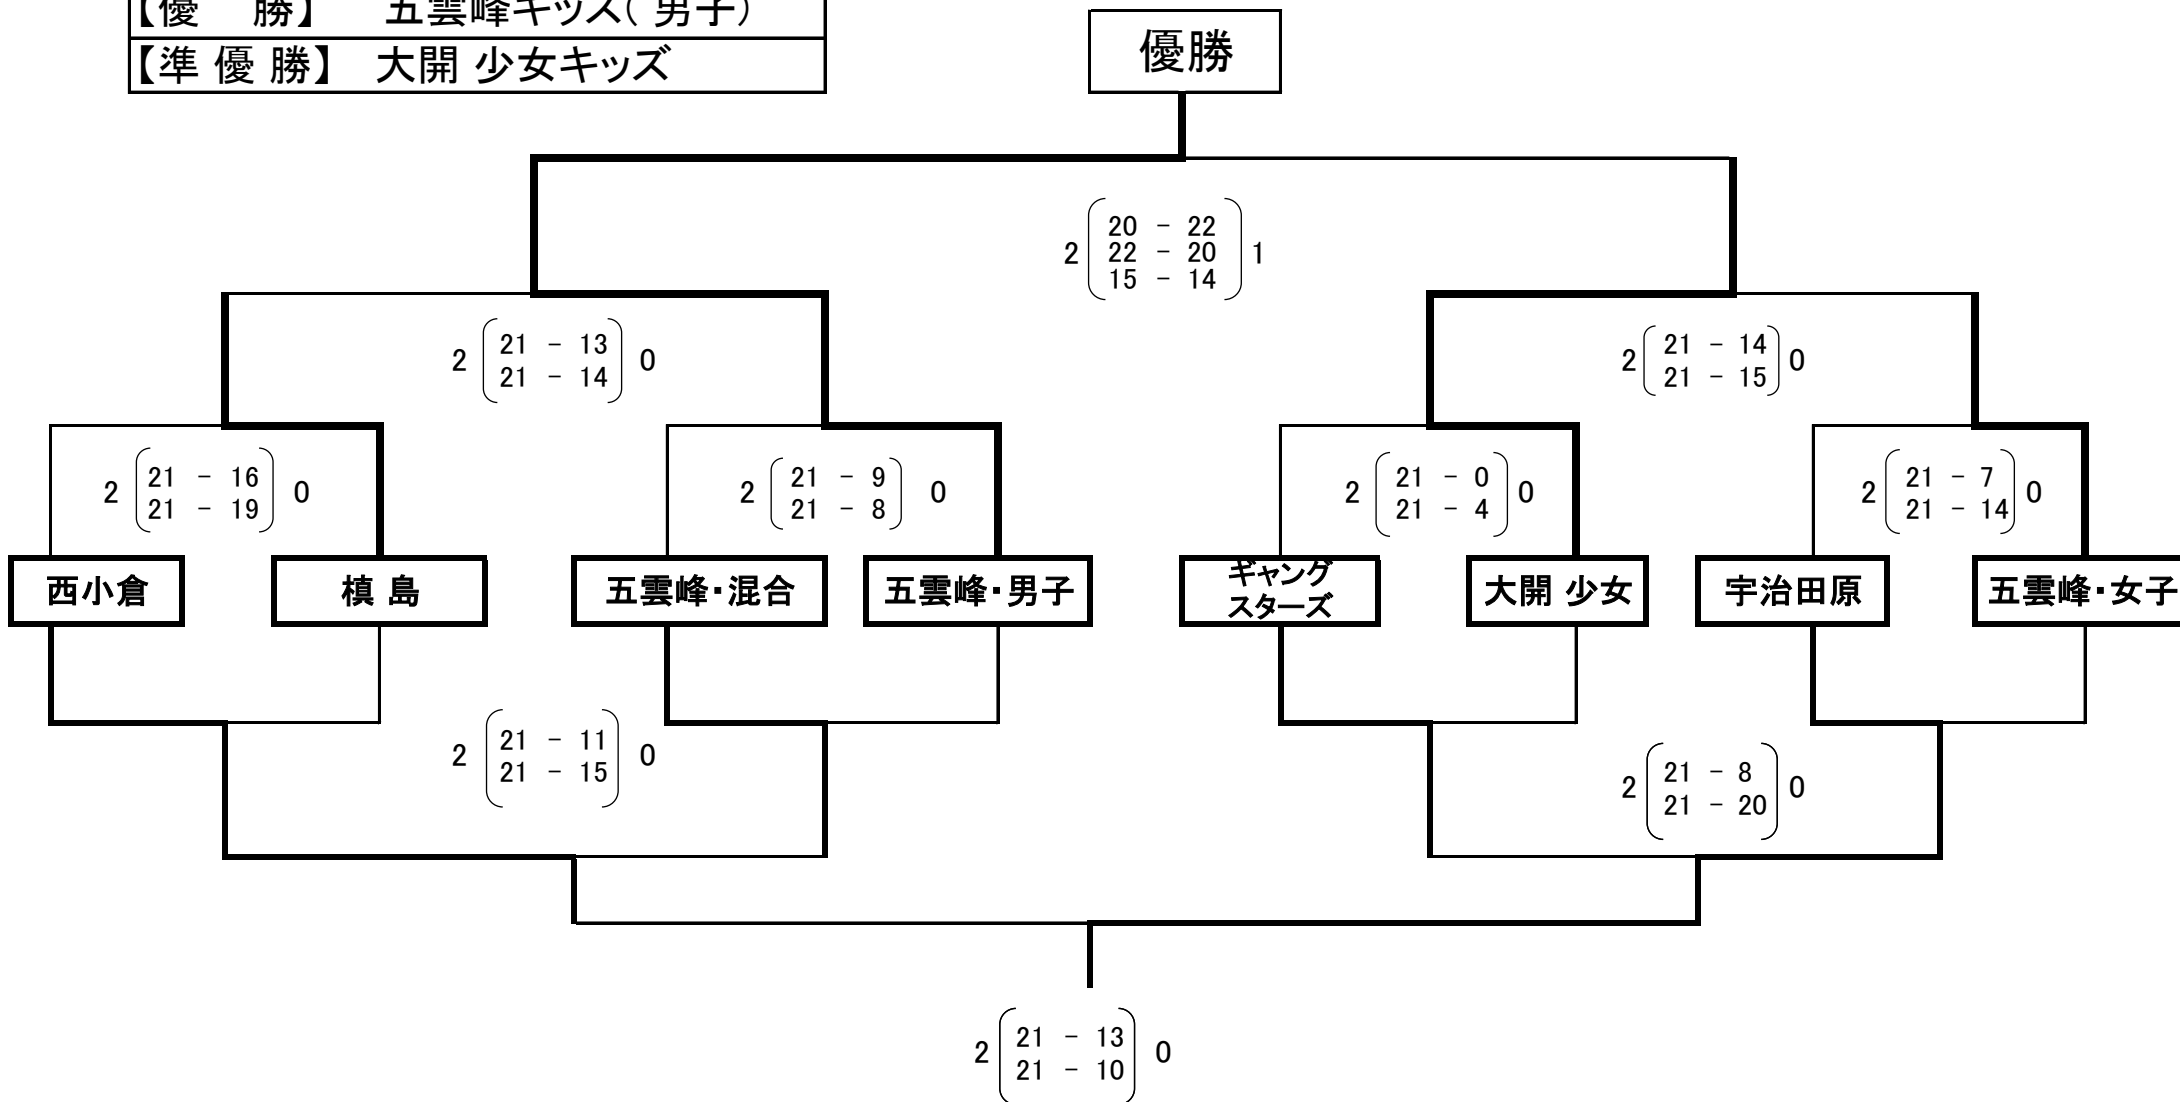 【優　勝】　五雲峰キッズ(男子)
【準 優 勝】　大開 少女キッズ
優勝
20 - 22
2 22 - 20 1
15 - 14
21 - 13
2 0
21 - 14
21 - 14
2 0
21 - 15
21 - 16
2 0
21 - 19
21 - 9
2 0
21 - 8
21 - 0
2 0
21 - 4
21 - 7
2 0
21 - 14
西小倉
槙 島
五雲峰・混合
五雲峰・男子
ギャング
スターズ
大開 少女
宇治田原
五雲峰・女子
21 - 11
2 0
21 - 15
21 - 8
2 0
21 - 20
21 - 13
2 0
21 - 10